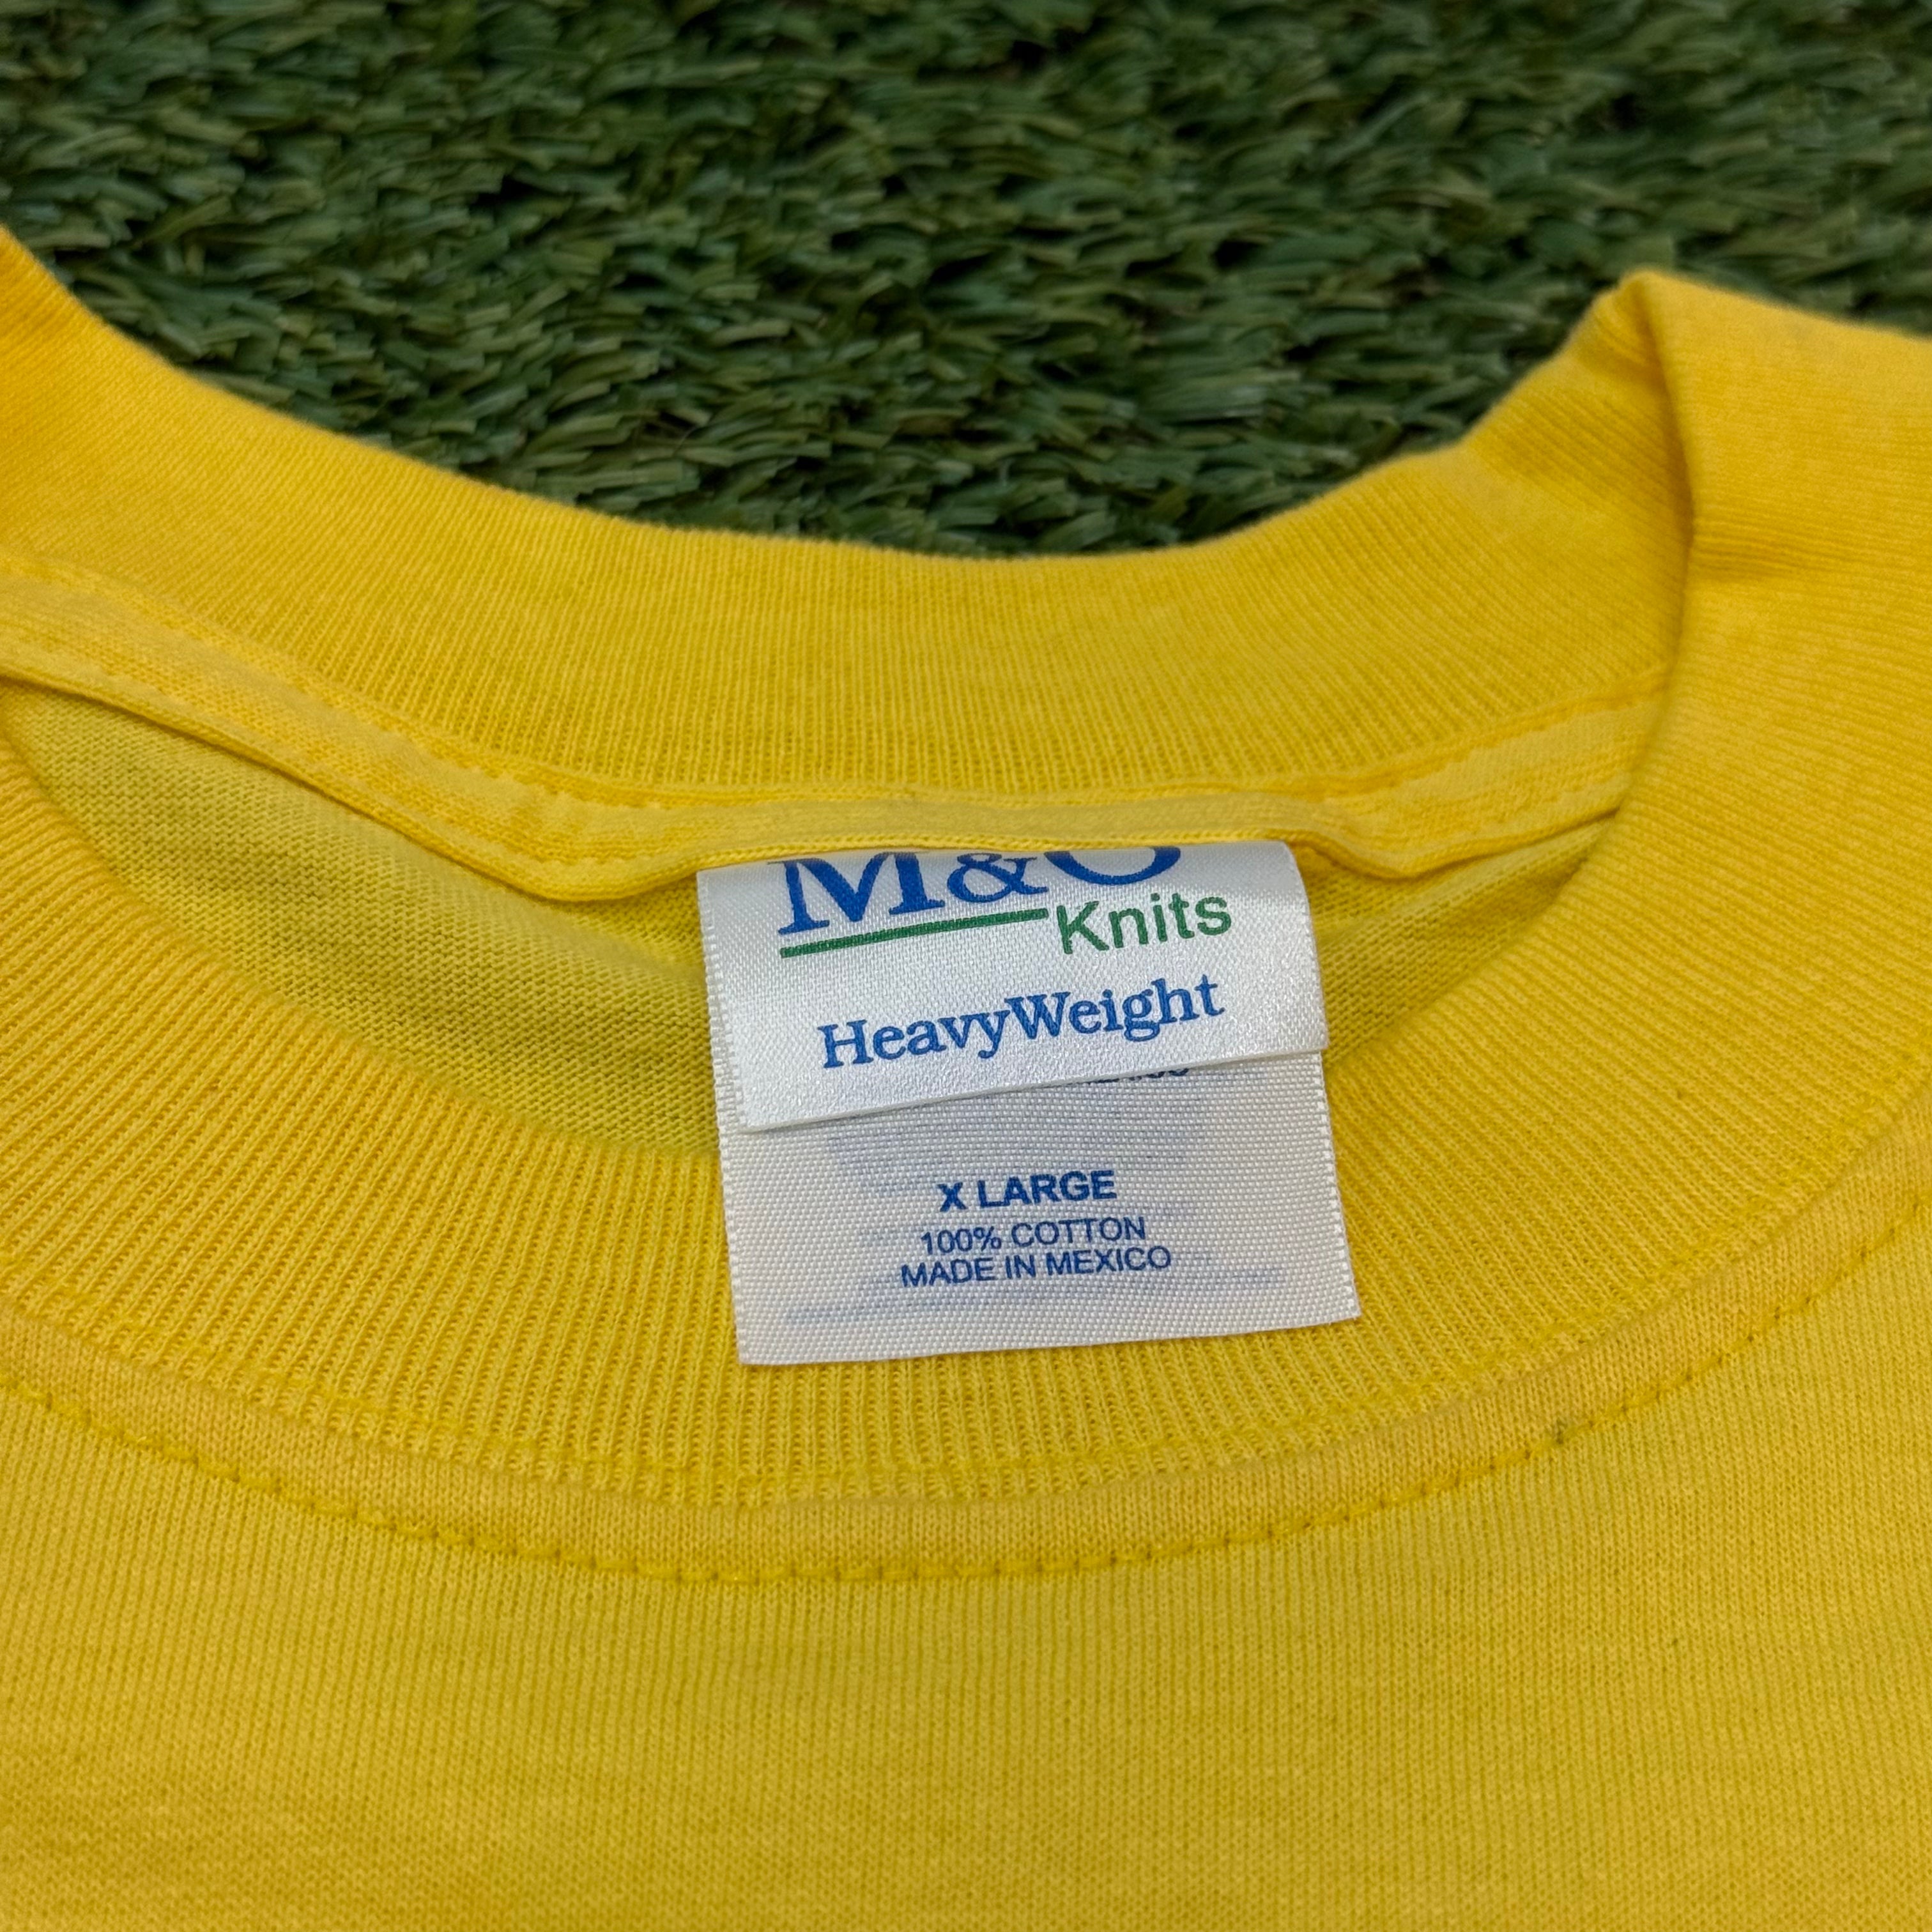 M&O
Knits
HeavyWeight
X LARGE
100% COTTON
MADE IN MEXICO